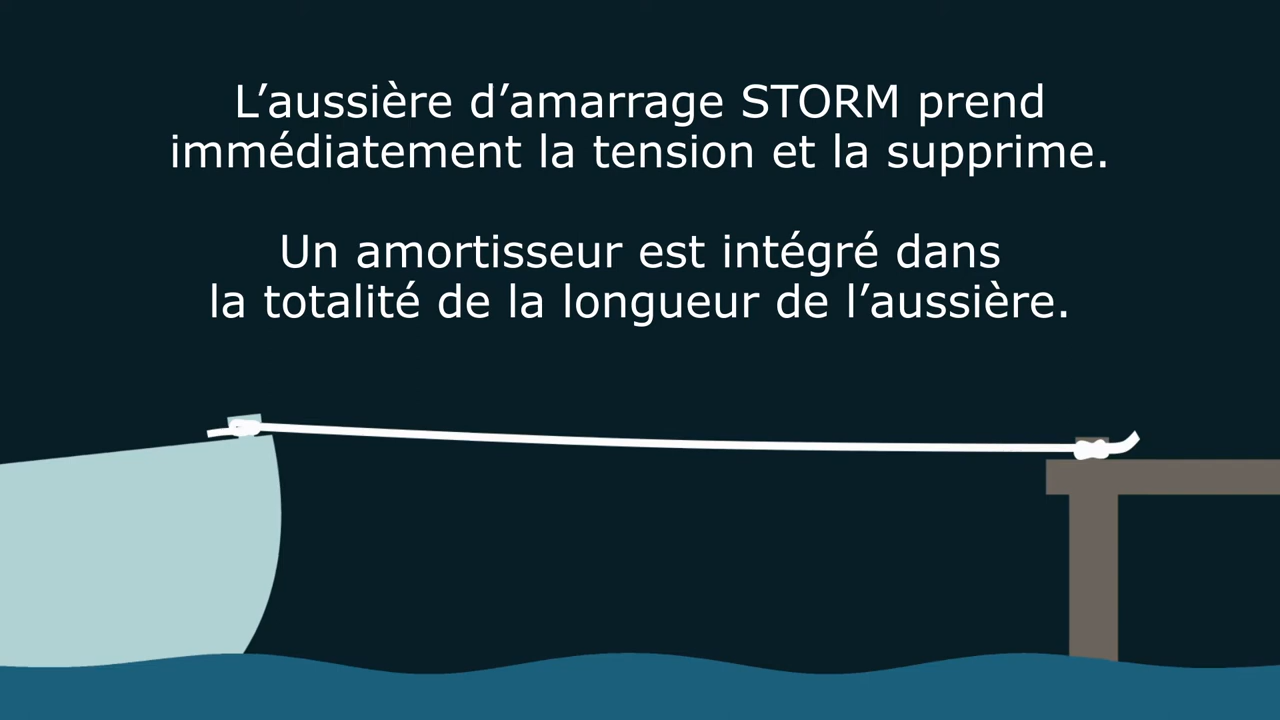 L’aussière d’amarrage STORM prend
immédiatement la tension et la supprime.
Un amortisseur est intégré dans
la totalité de la longueur de l’aussière.